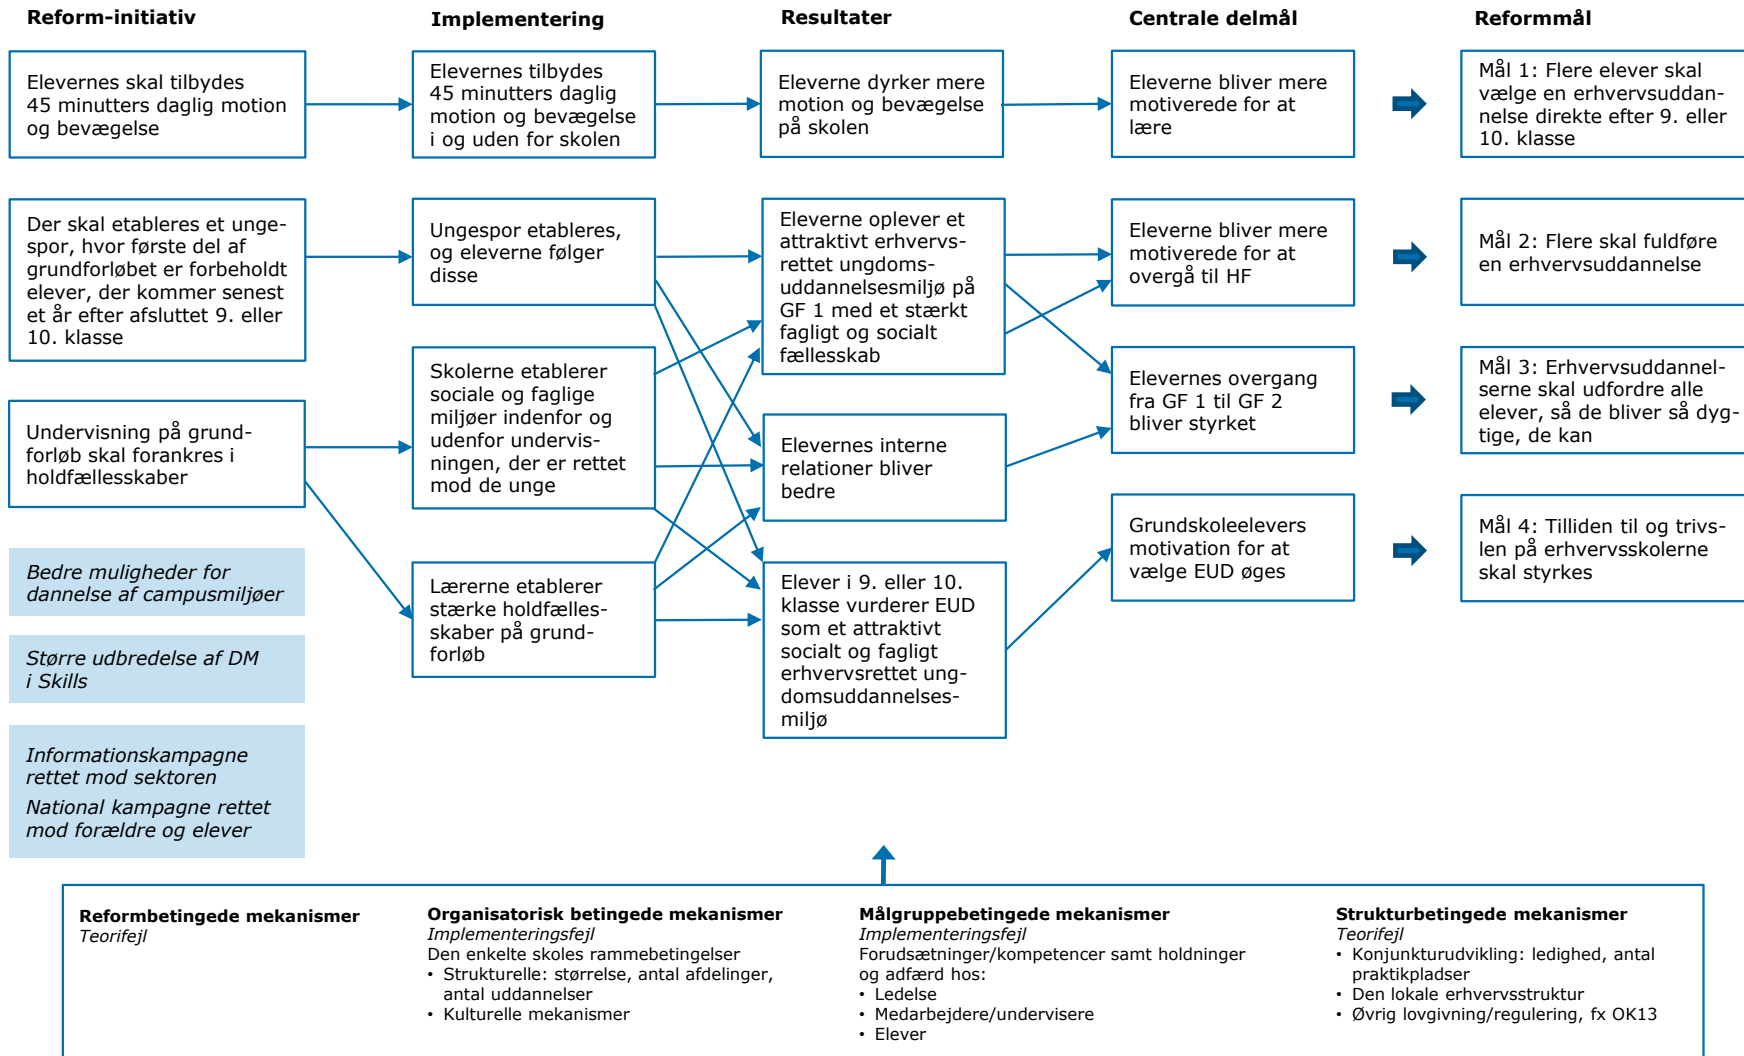 Reform-initiativ
Implementering
Resultater
Centrale delmål
Reformmål
Elevernes skal tilbydes
45 minutters daglig motion
og bevægelse
Elevernes tilbydes
45 minutters daglig
motion og bevægelse
i og uden for skolen
Eleverne dyrker mere
motion og bevægelse
på skolen
Eleverne bliver mere
motiverede for at
lære
Mål 1: Flere elever skal
vælge en erhvervsuddan-
nelse direkte efter 9. eller
10. klasse
Der skal etableres et unge-
spor, hvor første del af
grundforløbet er forbeholdt
elever, der kommer senest
et år efter afsluttet 9. eller
10. klasse
Ungespor etableres,
og eleverne følger
disse
Eleverne oplever et
attraktivt erhvervs-
rettet ungdoms-
uddannelsesmiljø på
GF 1 med et stærkt
fagligt og socialt
fællesskab
Eleverne bliver mere
motiverede for at
overgå til HF
Mål 2: Flere skal fuldføre
en erhvervsuddannelse
Undervisning på grund-
forløb skal forankres i
holdfællesskaber
Skolerne etablerer
sociale og faglige
miljøer indenfor og
udenfor undervis-
ningen, der er rettet
mod de unge
Elevernes interne
relationer bliver
bedre
Elevernes overgang
fra GF 1 til GF 2
bliver styrket
Mål 3: Erhvervsuddannel-
serne skal udfordre alle
elever, så de bliver så dyg-
tige, de kan
Lærerne etablerer
stærke holdfælles-
skaber på grund-
forløb
Elever i 9. eller 10.
klasse vurderer EUD
som et attraktivt
socialt og fagligt
erhvervsrettet ung-
domsuddannelses-
miljø
Grundskoleelevers
motivation for at
vælge EUD øges
Mål 4: Tilliden til og trivs-
len på erhvervsskolerne
skal styrkes
Bedre muligheder for
dannelse af campusmiljøer
Større udbredelse af DM
i Skills
Informationskampagne
rettet mod sektoren
National kampagne rettet
mod forældre og elever
Reformbetingede mekanismer
Teorifejl
Organisatorisk betingede mekanismer
Implementeringsfejl
Den enkelte skoles rammebetingelser
• Strukturelle: størrelse, antal afdelinger,
antal uddannelser
• Kulturelle mekanismer
Målgruppebetingede mekanismer
Implementeringsfejl
Forudsætninger/kompetencer samt holdninger
og adfærd hos:
• Ledelse
• Medarbejdere/undervisere
• Elever
Strukturbetingede mekanismer
Teorifejl
• Konjunkturudvikling: ledighed, antal
praktikpladser
• Den lokale erhvervsstruktur
• Øvrig lovgivning/regulering, fx OK13